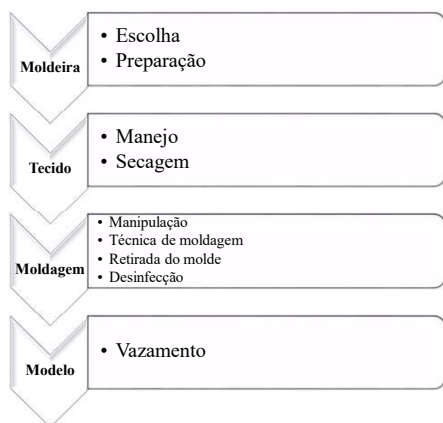 Moldeira
• Escolha
• Preparação
Tecido
• Manejo
• Secagem
Moldagem
• Manipulação
• Técnica de moldagem
• Retirada do molde
• Desinfecção
Modelo
• Vazamento